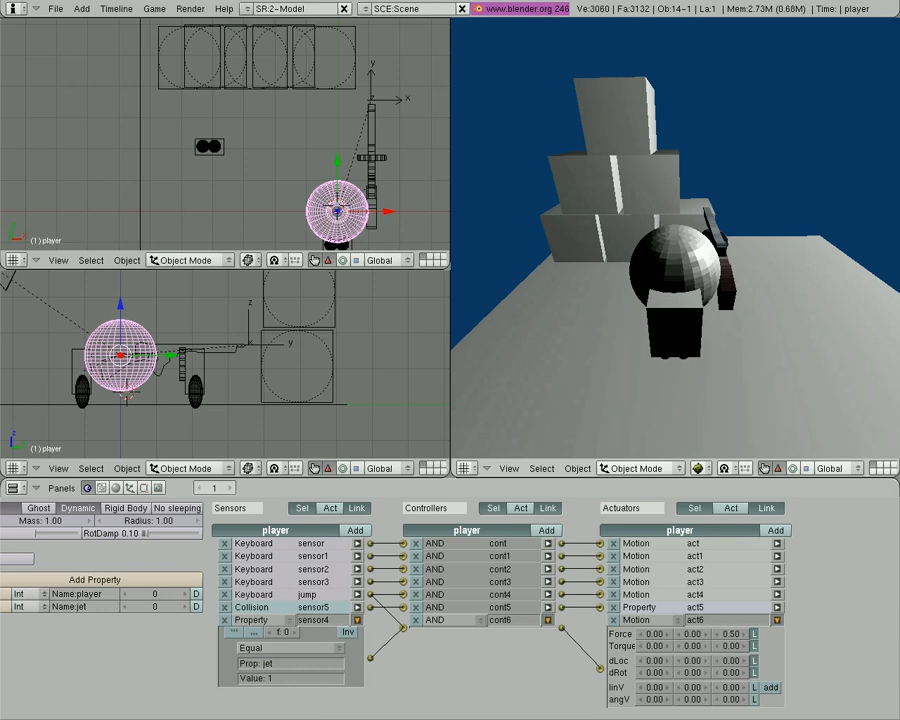 File Add Timeline Game Render Help SR:2-Model SCE:Scene www.blender.org 246 Ve:3060 | Fa:3132 | Ob:14-1 | La:1 | Mem:2.73M (0.68M) | Time: | player
y
x
z
y
x
(1) player
View Select Object Object Mode Global
z
y
x
z
y
(1) player
View Select Object Object Mode Global
View Select Object Object Mode Global
Panels 1
Ghost Dynamic Rigid Body No sleeping
Mass: 1.00 Radius: 1.00
RotDamp 0.10
Add Property
Int Name:player 0 D
Int Name:jet 0 D
Sensors Sel Act Link Controllers Sel Act Link Actuators Sel Act Link
player Add player Add player Add
X Keyboard sensor X AND cont X Motion act
X Keyboard sensor1 X AND cont1 X Motion act1
X Keyboard sensor2 X AND cont2 X Motion act2
X Keyboard sensor3 X AND cont3 X Motion act3
X Keyboard jump X AND cont4 X Motion act4
X Collision sensor5 X AND cont5 X Property act5
X Property sensor4 X AND cont6 X Motion act6
f: 0 Inv
Equal
Prop: jet
Value: 1
Force 0.00 0.00 0.50 L
Torque 0.00 0.00 0.00 L
dLoc 0.00 0.00 0.00 L
dRot 0.00 0.00 0.00 L
linV 0.00 0.00 0.00 L add
angV 0.00 0.00 0.00 L